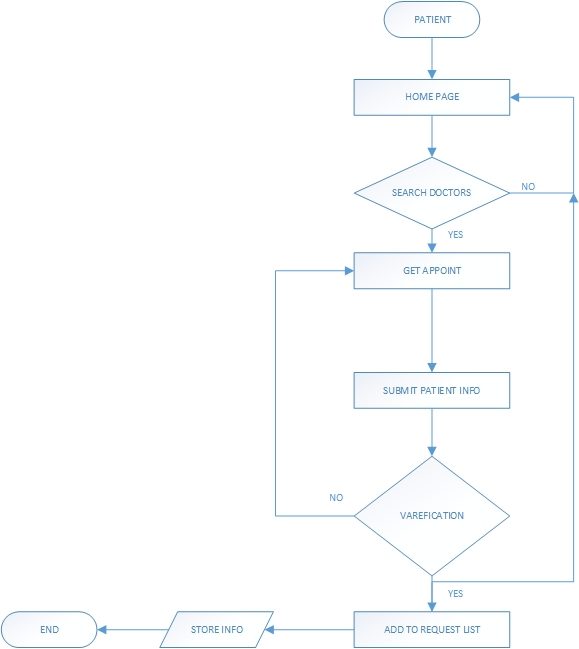 PATIENT
HOME PAGE
SEARCH DOCTORS
NO
YES
GET APPOINT
SUBMIT PATIENT INFO
NO
VAREFICATION
YES
END
STORE INFO
ADD TO REQUEST LIST